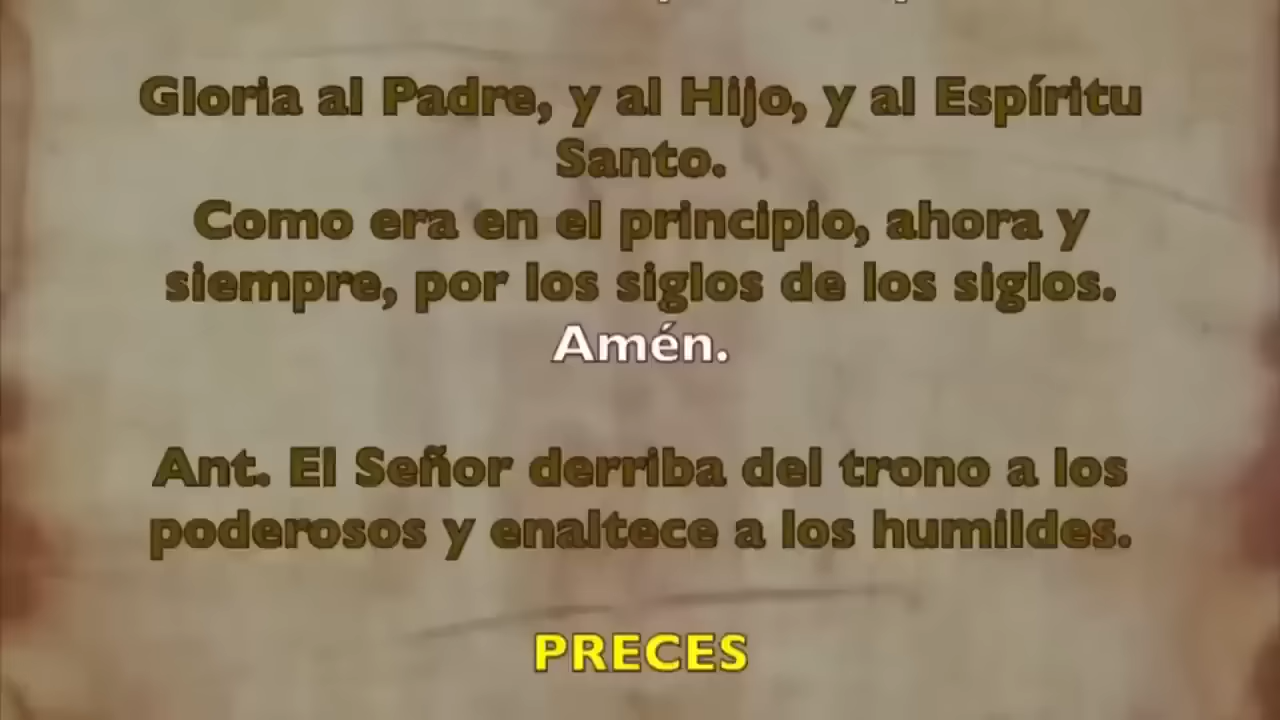 Gloria al Padre, y al Hijo, y al Espíritu
Santo.
Como era en el principio, ahora y
siempre, por los siglos de los siglos.
Amén.
Ant. El Señor derriba del trono a los
poderosos y enaltece a los humildes.
PRECES